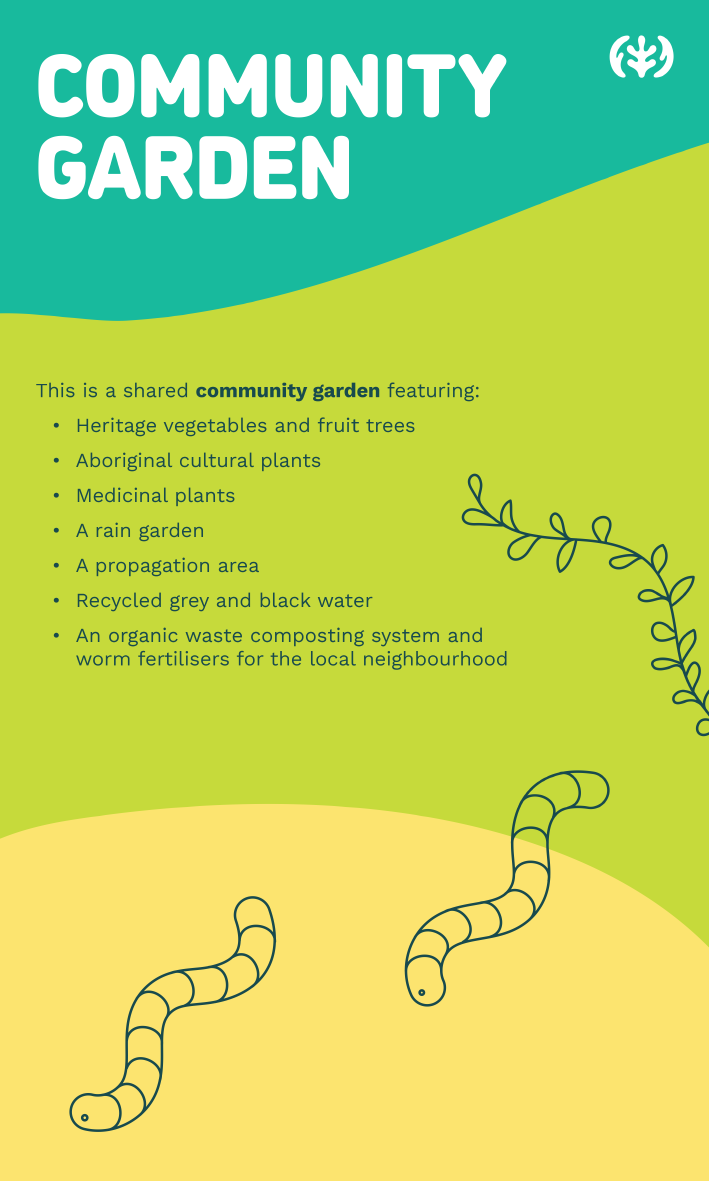 COMMUNITY
GARDEN
This is a shared community garden featuring:
• Heritage vegetables and fruit trees
• Aboriginal cultural plants
• Medicinal plants
• A rain garden
• A propagation area
• Recycled grey and black water
• An organic waste composting system and
worm fertilisers for the local neighbourhood